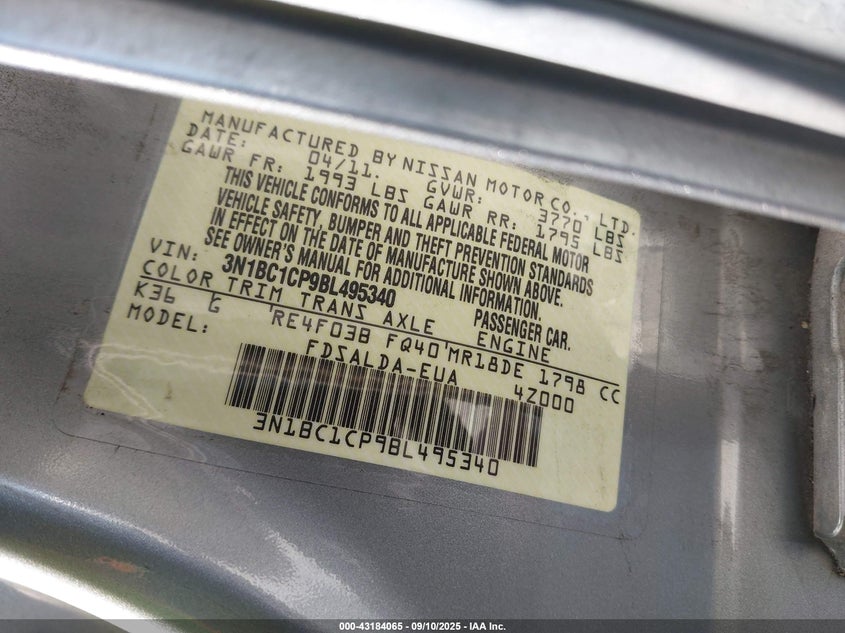 MANUFACTURED BY NISSAN MOTOR CO., LTD.
DATE: 04/11. GVWR: 3770 LBS
GAWR FR: 1993 LBS GAWR RR: 1795 LBS
THIS VEHICLE CONFORMS TO ALL APPLICABLE FEDERAL MOTOR
VEHICLE SAFETY, BUMPER AND THEFT PREVENTION STANDARDS
IN EFFECT ON THE DATE OF MANUFACTURE SHOWN ABOVE.
SEE OWNER'S MANUAL FOR ADDITIONAL INFORMATION.
VIN: 3N1BC1CP9BL495340 PASSENGER CAR.
COLOR TRIM TRANS AXLE ENGINE
K36 G RE4F03B FQ40 MR18DE 1798 CC
MODEL: FDSALDA-EUA 4Z000
3N1BC1CP9BL495340
000-43184065 | 09/10/2025 | IAA Inc.